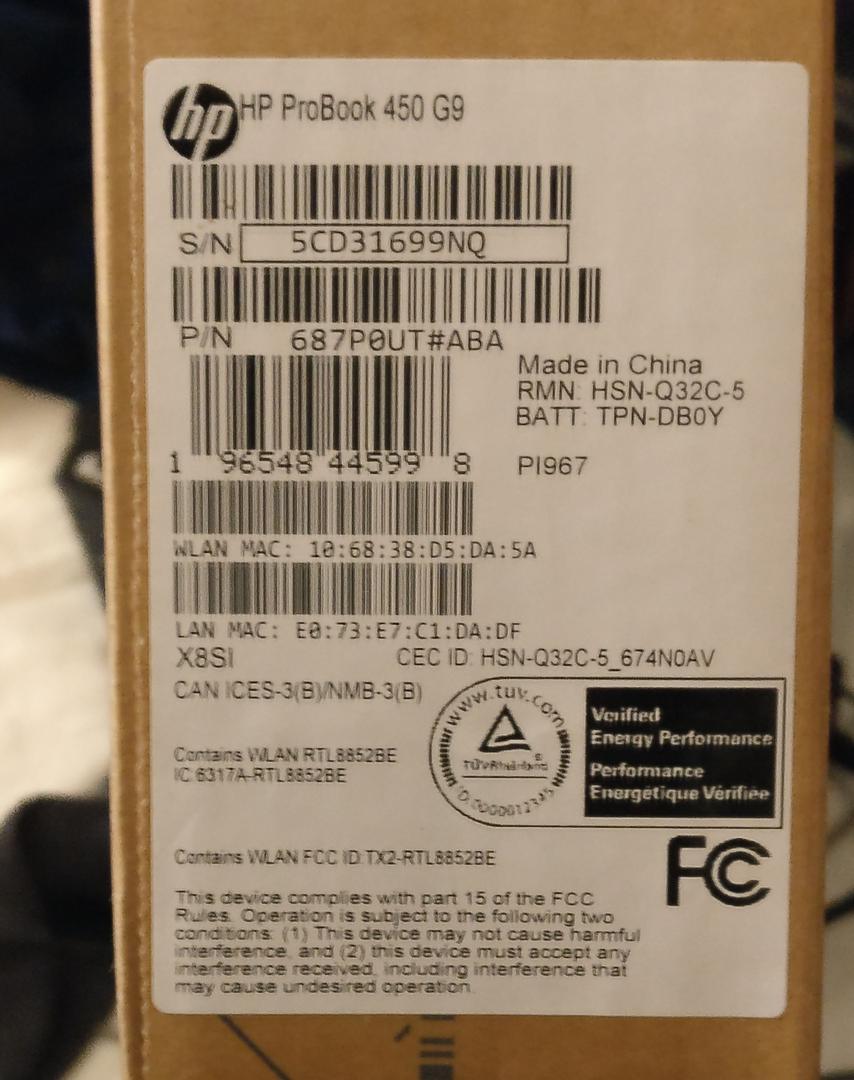 hp HP ProBook 450 G9
S/N 5CD31699NQ
P/N 687P0UT#ABA
Made in China
RMN: HSN-Q32C-5
BATT: TPN-DB0Y
1 96548 44599 8 PI967
WLAN MAC: 10:68:38:D5:DA:5A
LAN MAC: E0:73:E7:C1:DA:DF
X8SI CEC ID: HSN-Q32C-5_674N0AV
CAN ICES-3(B)/NMB-3(B)
www.tuv.com
TÜVRheinland®
ID 0000012345
Verified
Energy Performance
Performance
Energétique Vérifiée
Contains WLAN RTL8852BE
IC:6317A-RTL8852BE
Contains WLAN FCC ID:TX2-RTL8852BE
FC
This device complies with part 15 of the FCC
Rules. Operation is subject to the following two
conditions: (1) This device may not cause harmful
interference, and (2) this device must accept any
interference received, including interference that
may cause undesired operation.